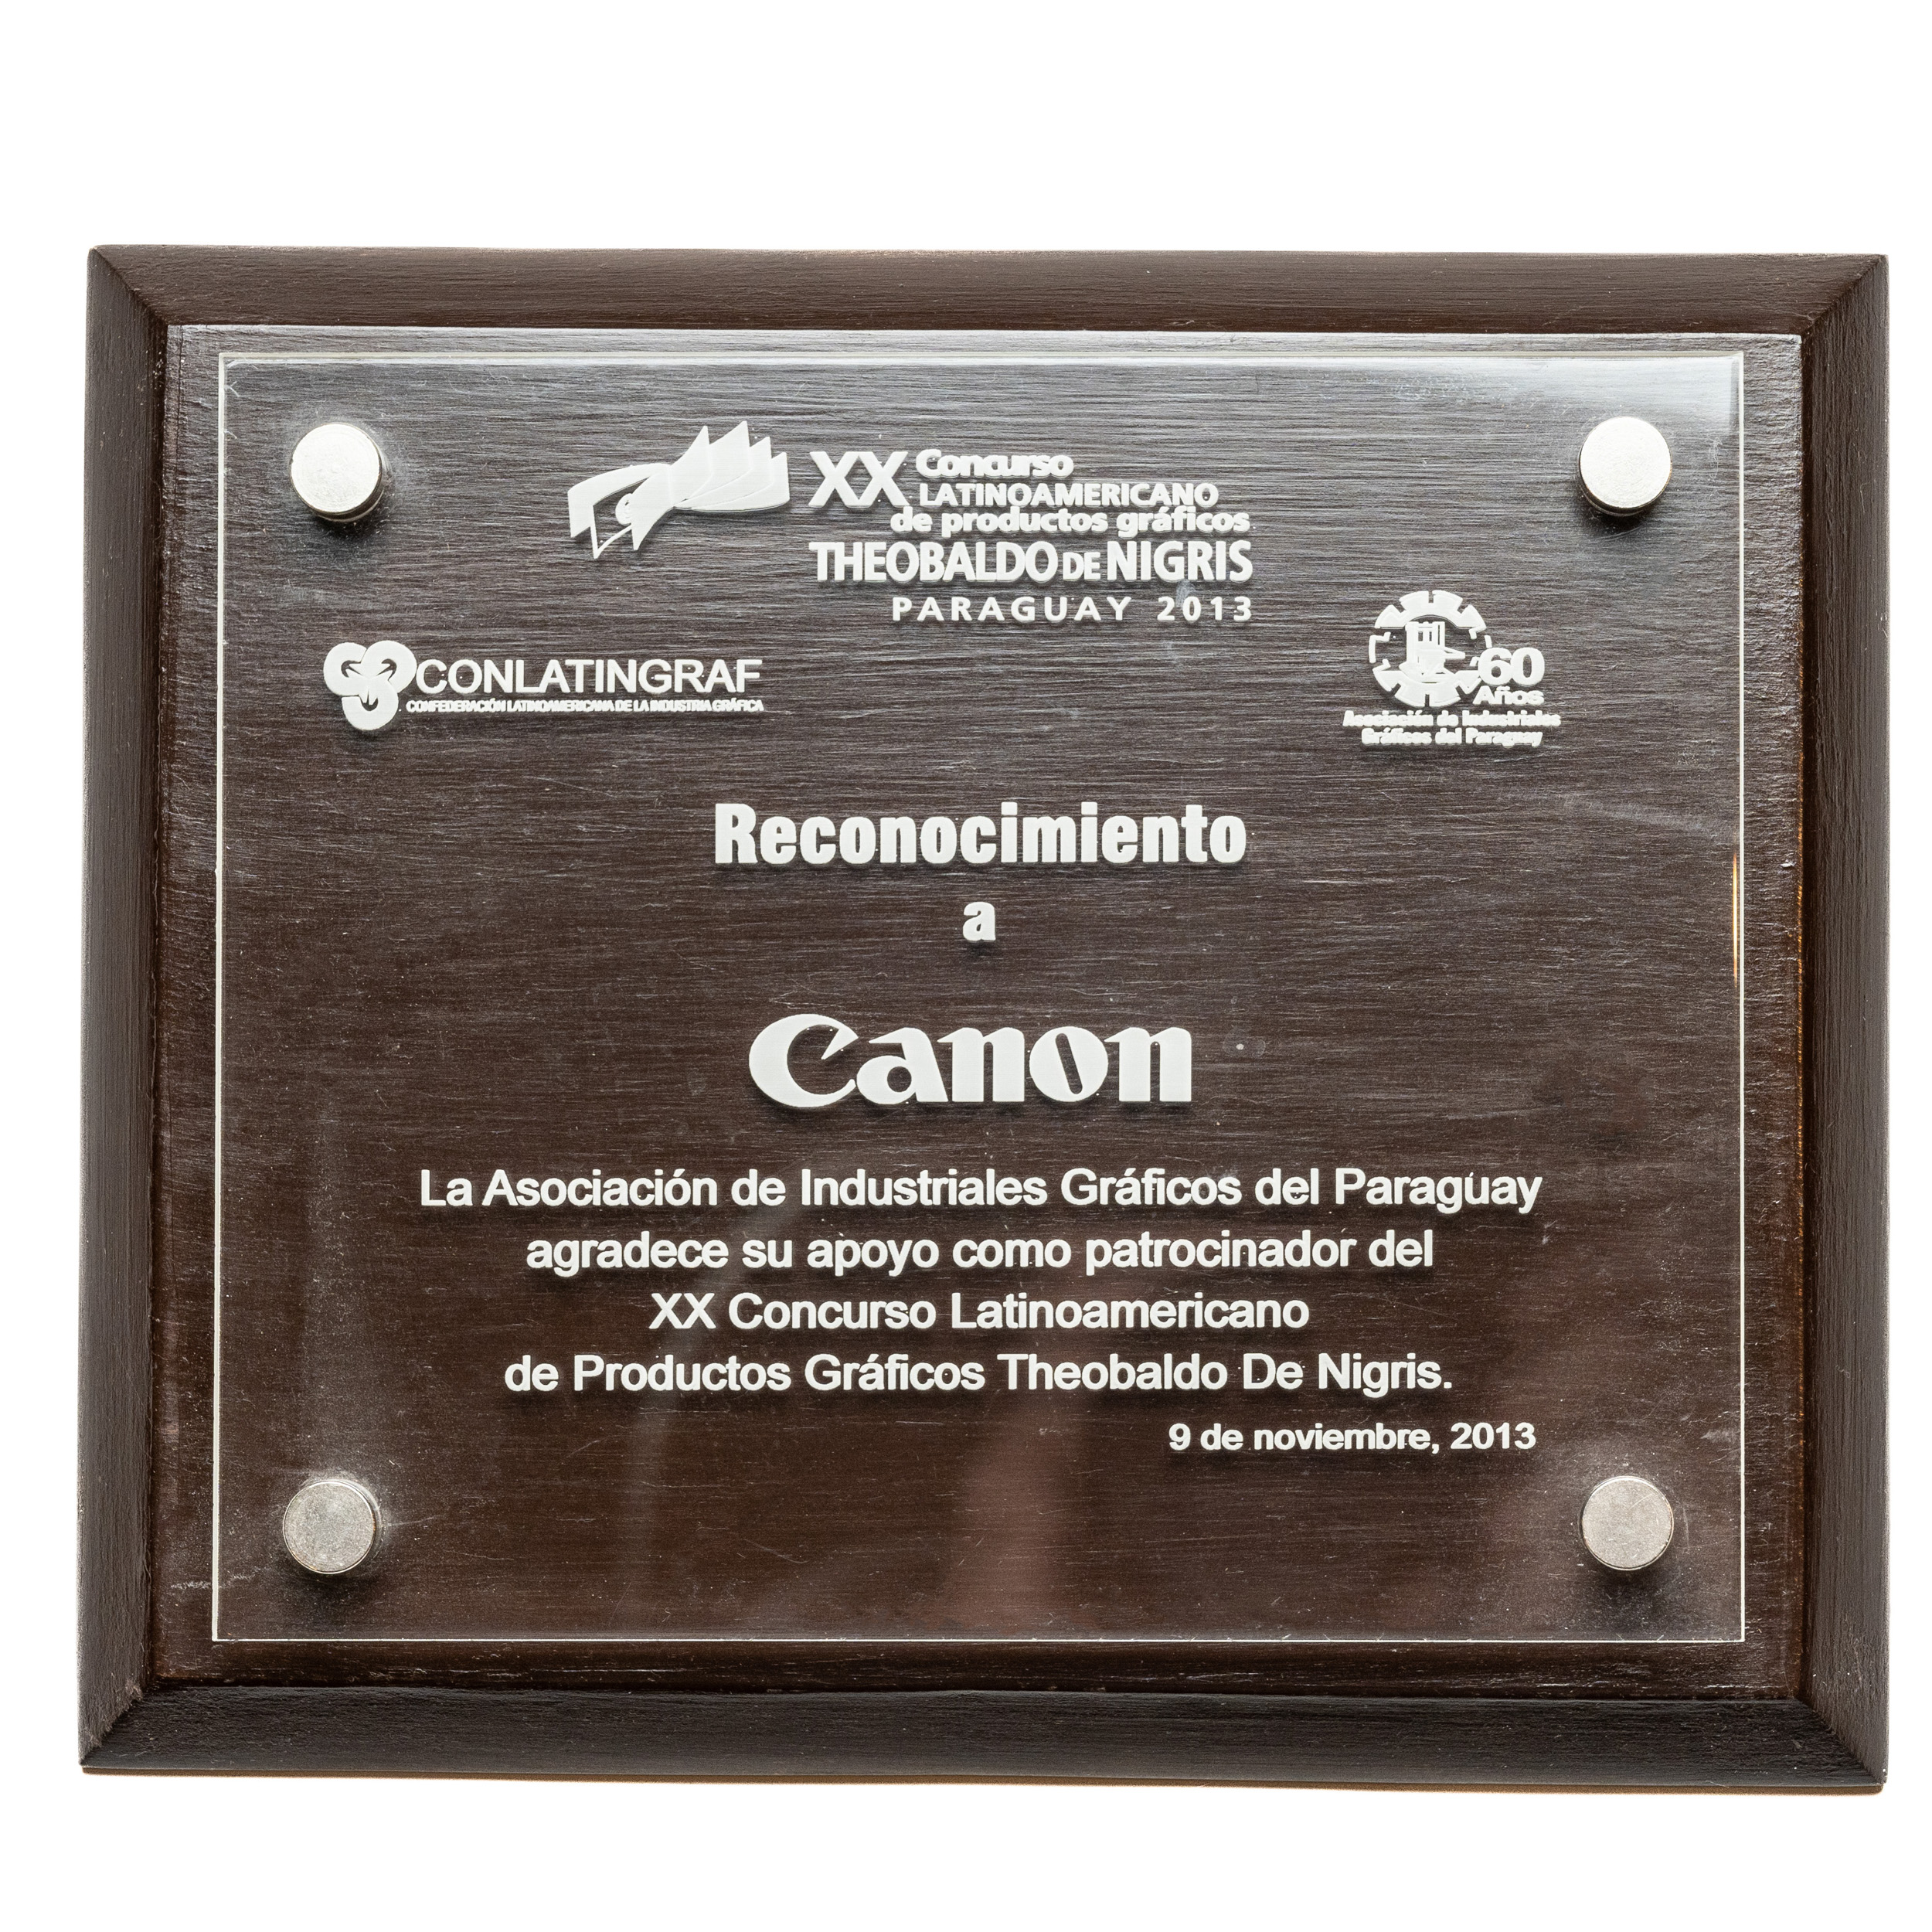 XX Concurso
LATINOAMERICANO
de productos gráficos
THEOBALDO DE NIGRIS
PARAGUAY 2013
CONLATINGRAF
CONFEDERACIÓN LATINOAMERICANA DE LA INDUSTRIA GRÁFICA
60
Años
Asociación de Industriales
Gráficos del Paraguay
Reconocimiento
a
Canon
La Asociación de Industriales Gráficos del Paraguay
agradece su apoyo como patrocinador del
XX Concurso Latinoamericano
de Productos Gráficos Theobaldo De Nigris.
9 de noviembre, 2013